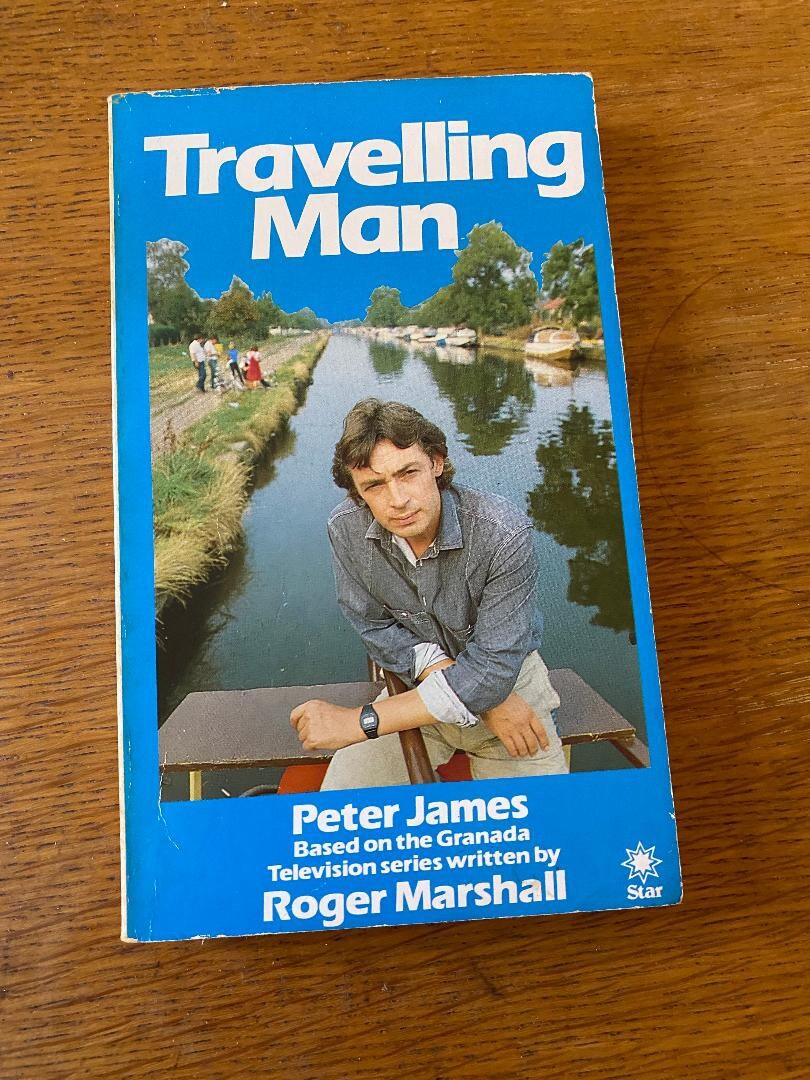 Travelling
Man
Peter James
Based on the Granada
Television series written by
Roger Marshall
Star